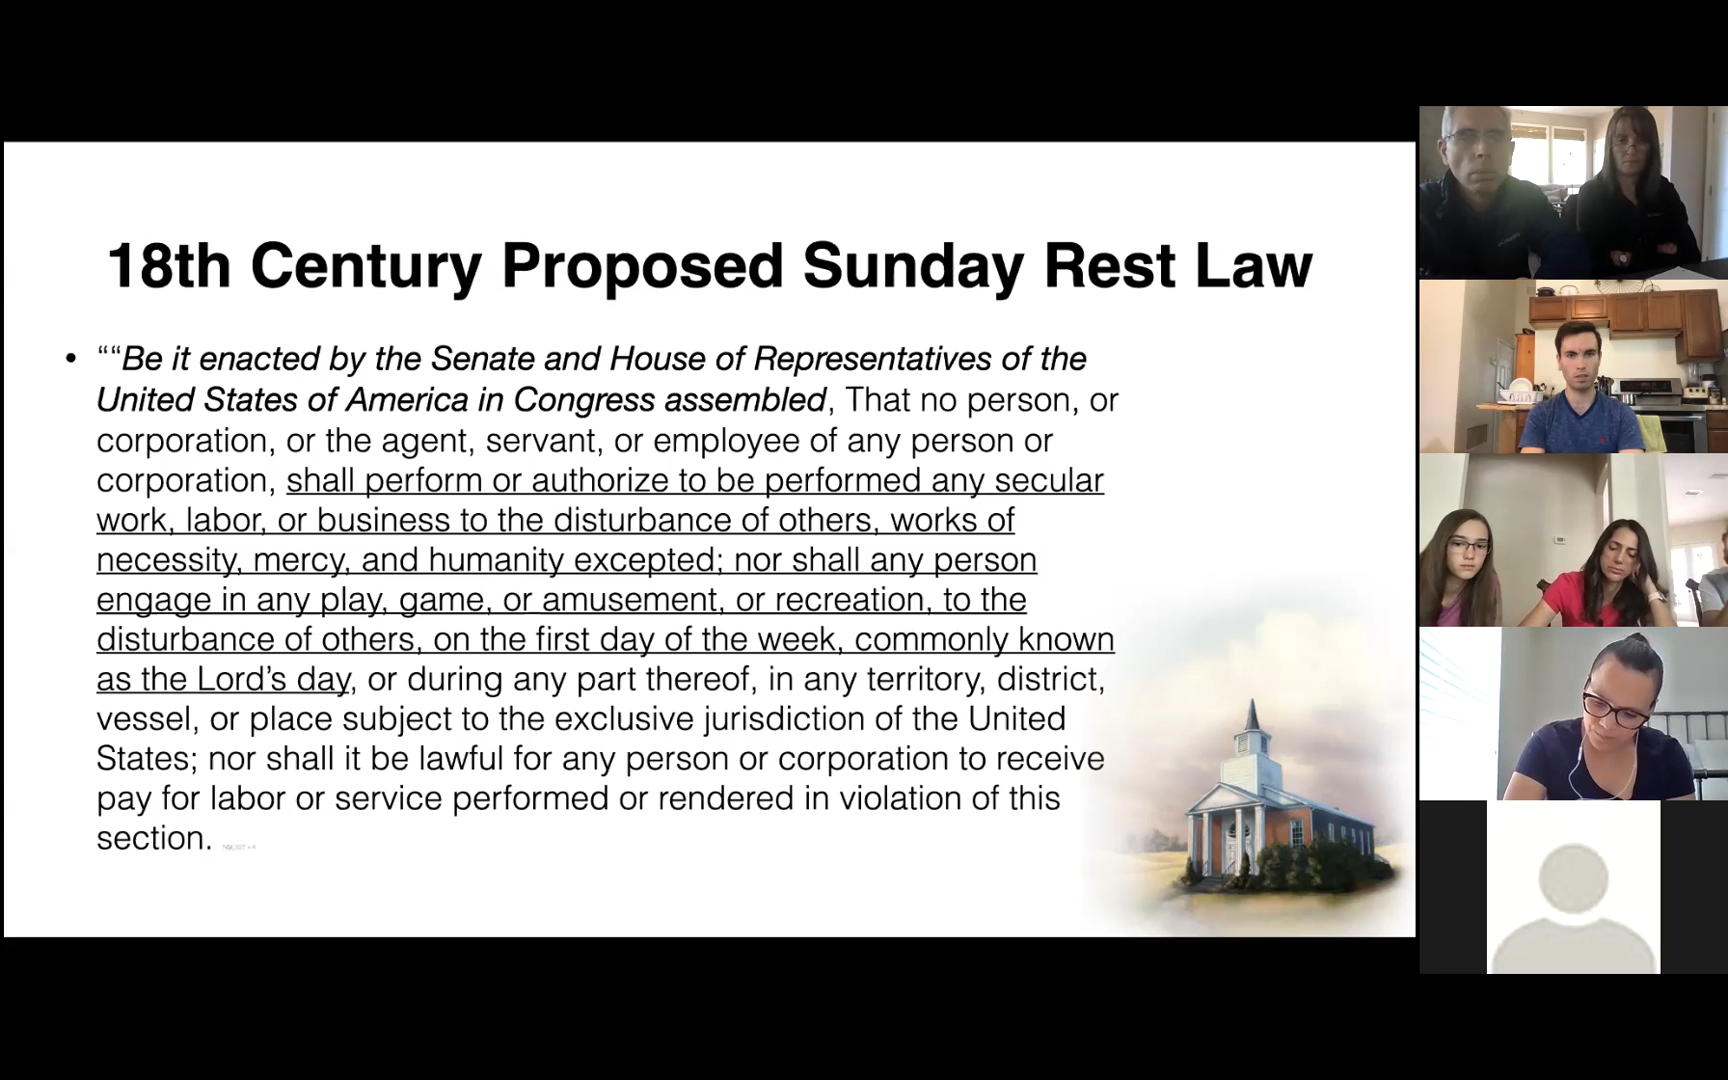 18th Century Proposed Sunday Rest Law
• ““Be it enacted by the Senate and House of Representatives of the
United States of America in Congress assembled, That no person, or
corporation, or the agent, servant, or employee of any person or
corporation, shall perform or authorize to be performed any secular
work, labor, or business to the disturbance of others, works of
necessity, mercy, and humanity excepted; nor shall any person
engage in any play, game, or amusement, or recreation, to the
disturbance of others, on the first day of the week, commonly known
as the Lord’s day, or during any part thereof, in any territory, district,
vessel, or place subject to the exclusive jurisdiction of the United
States; nor shall it be lawful for any person or corporation to receive
pay for labor or service performed or rendered in violation of this
section.